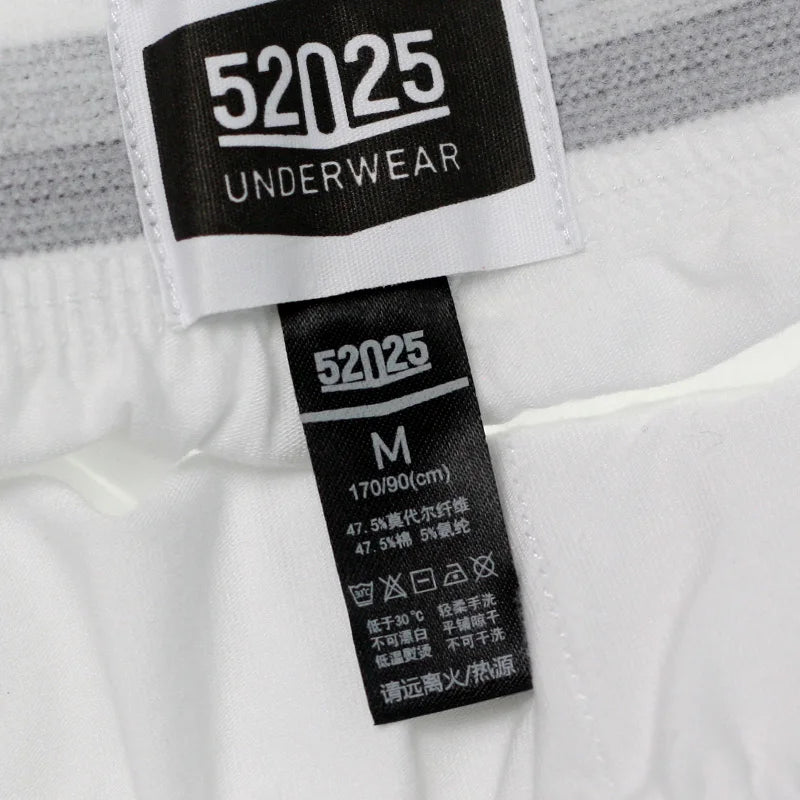 52025
UNDERWEAR
52025
M
170/90(cm)
47.5%莫代尔纤维
47.5%棉 5%氨纶
30℃
低于30℃ 轻柔手洗
不可漂白 平铺晾干
低温熨烫 不可干洗
请远离火/热源